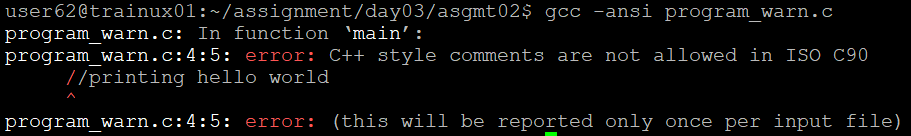 user62@trainux01:~/assignment/day03/asgmt02$ gcc -ansi program_warn.c
program_warn.c: In function ‘main’:
program_warn.c:4:5: error: C++ style comments are not allowed in ISO C90
//printing hello world
^
program_warn.c:4:5: error: (this will be reported only once per input file)